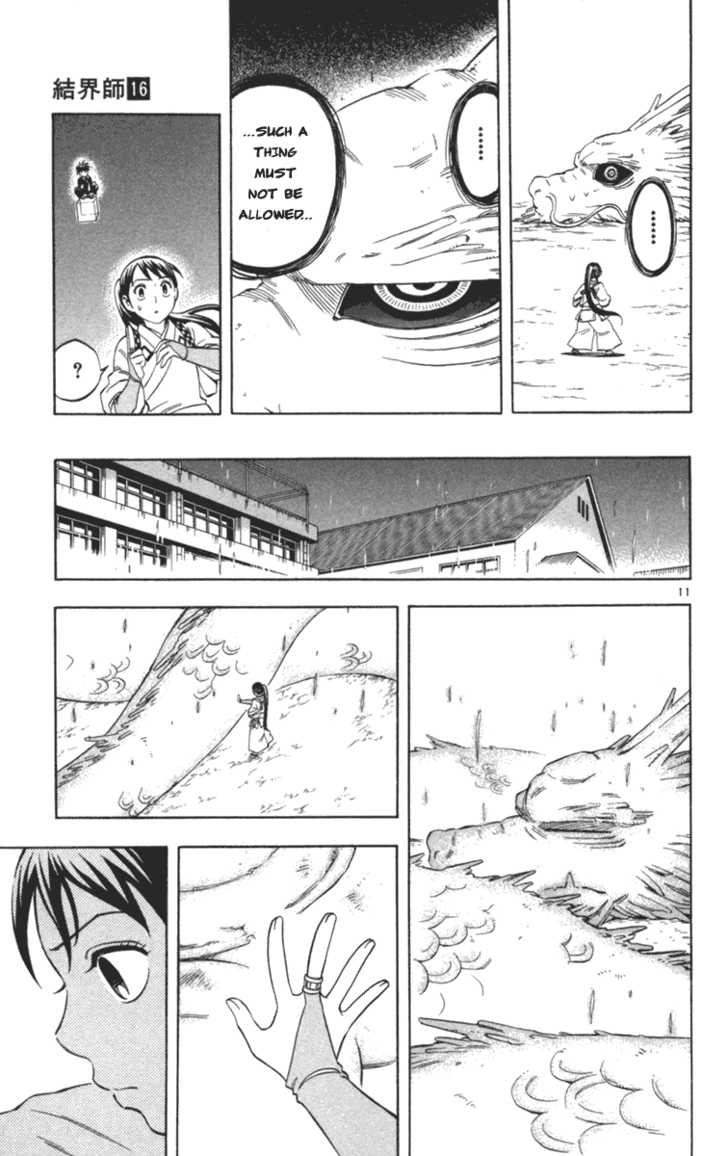 結界師16
………
………
…SUCH A
THING
MUST
NOT BE
ALLOWED…
?
11